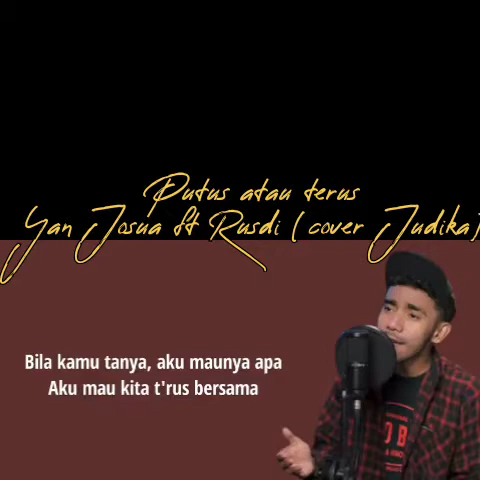 Putus atau terus
Yan Josua ft Rusdi ( cover Judika)
Bila kamu tanya, aku maunya apa
Aku mau kita t'rus bersama